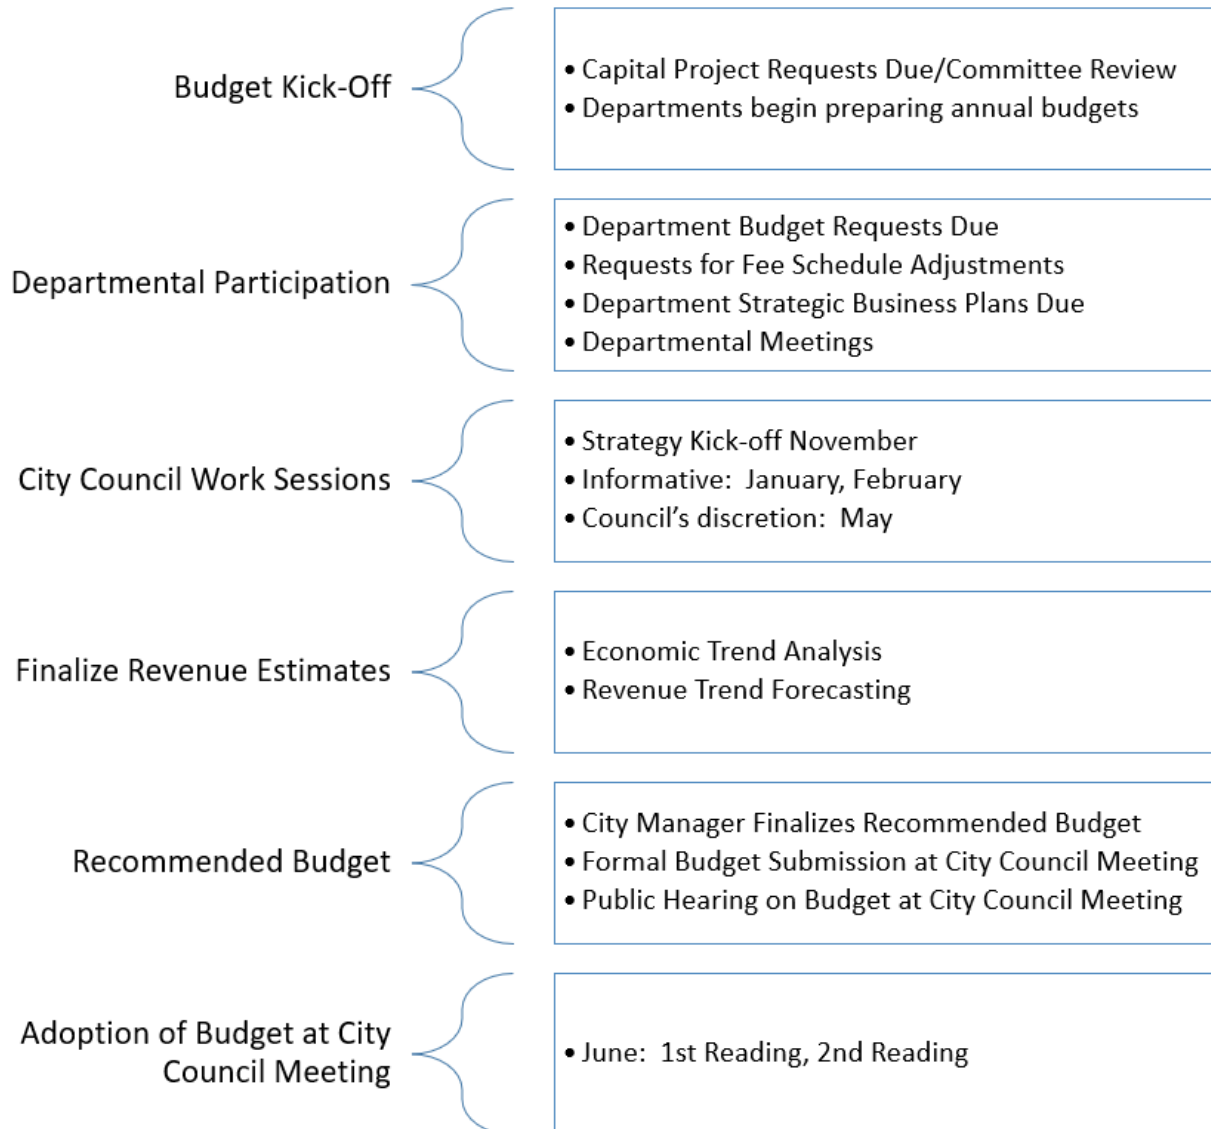 Budget Kick-Off
• Capital Project Requests Due/Committee Review
• Departments begin preparing annual budgets
Departmental Participation
• Department Budget Requests Due
• Requests for Fee Schedule Adjustments
• Department Strategic Business Plans Due
• Departmental Meetings
City Council Work Sessions
• Strategy Kick-off November
• Informative:  January, February
• Council’s discretion:  May
Finalize Revenue Estimates
• Economic Trend Analysis
• Revenue Trend Forecasting
Recommended Budget
• City Manager Finalizes Recommended Budget
• Formal Budget Submission at City Council Meeting
• Public Hearing on Budget at City Council Meeting
Adoption of Budget at City
Council Meeting
• June:  1st Reading, 2nd Reading